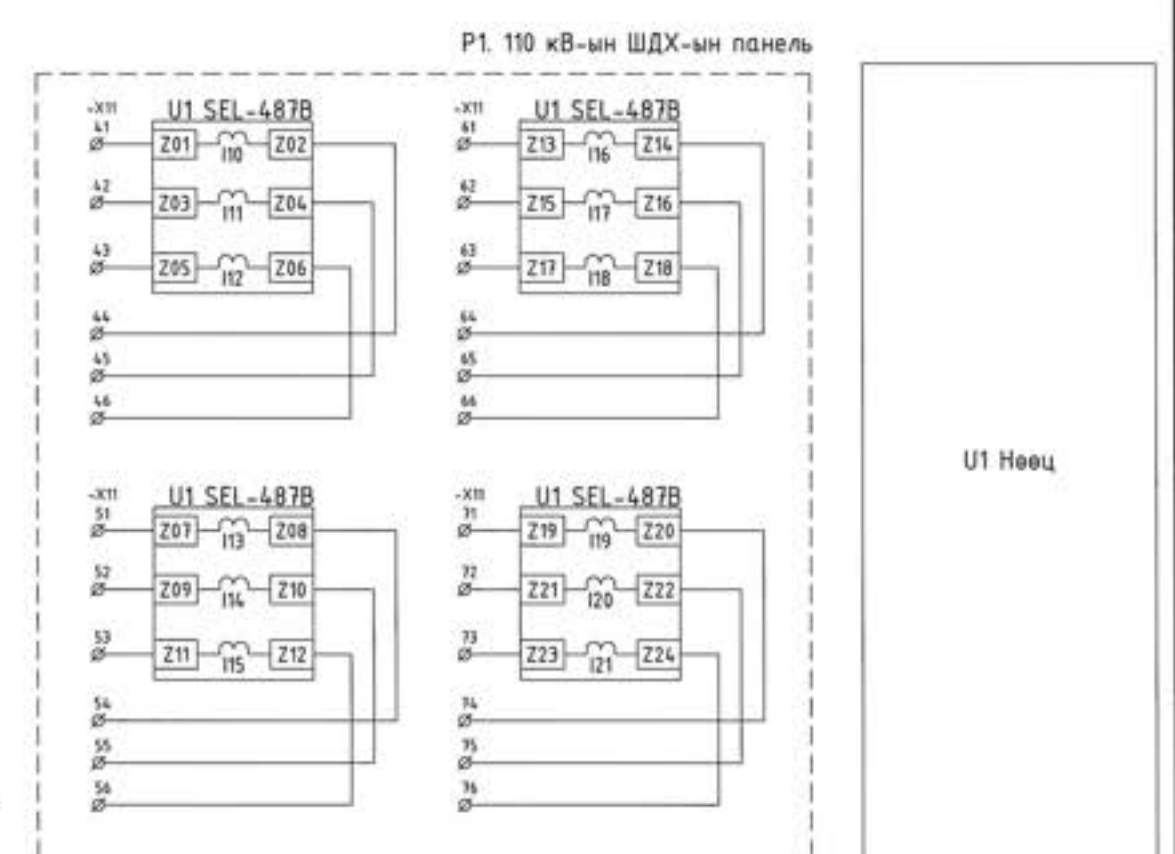 P1. 110 кВ-ын ШДХ-ын панель
-X11
U1 SEL-487B
41
Z01
I10
Z02
42
Z03
I11
Z04
43
Z05
I12
Z06
44
45
46
-X11
U1 SEL-487B
61
Z13
I16
Z14
62
Z15
I17
Z16
63
Z17
I18
Z18
64
65
66
-X11
U1 SEL-487B
51
Z07
I13
Z08
52
Z09
I14
Z10
53
Z11
I15
Z12
54
55
56
-X11
U1 SEL-487B
71
Z19
I19
Z20
72
Z21
I20
Z22
73
Z23
I21
Z24
74
75
76
U1 Нөөц